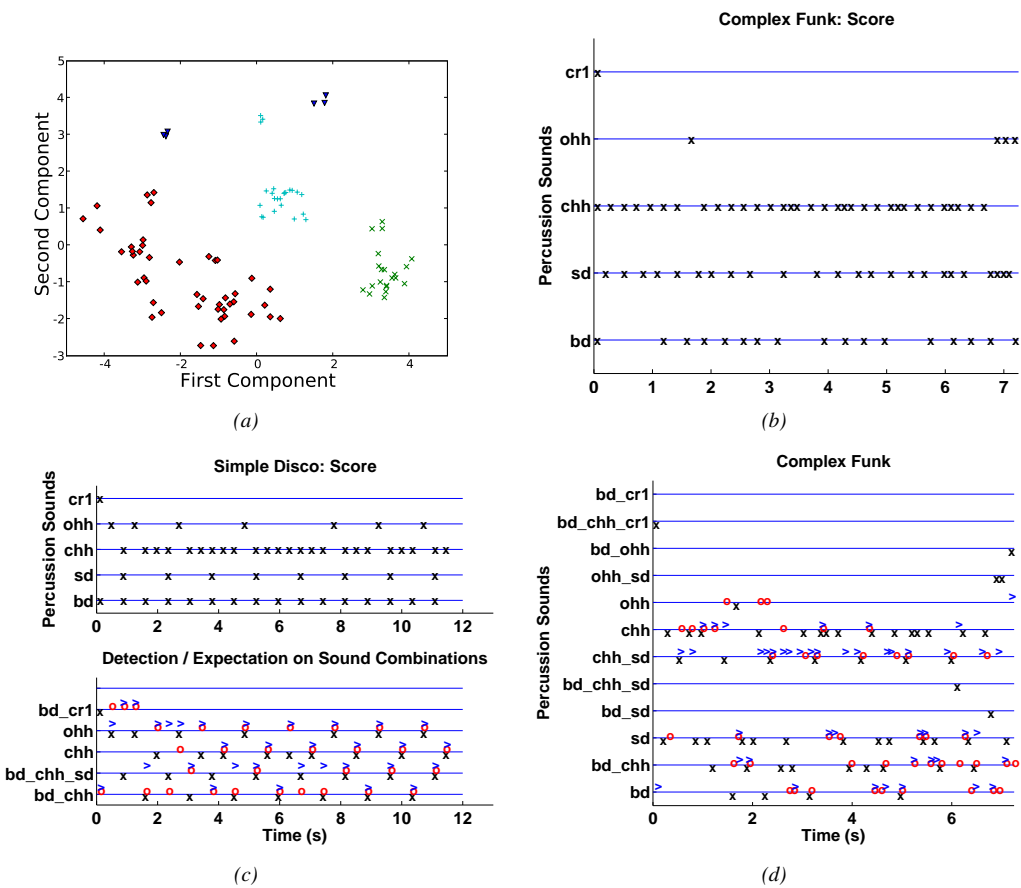 5
4
3
2
1
0
-1
-2
-3
Second Component
-4 -2 0 2 4
First Component
(a)
Complex Funk: Score
Percussion Sounds
cr1
ohh
chh
sd
bd
0 1 2 3 4 5 6 7
(b)
Simple Disco: Score
Percussion Sounds
cr1
ohh
chh
sd
bd
0 2 4 6 8 10 12
Detection / Expectation on Sound Combinations
bd_cr1
ohh
chh
bd_chh_sd
bd_chh
0 2 4 6 8 10 12
Time (s)
(c)
Complex Funk
Percussion Sounds
bd_cr1
bd_chh_cr1
bd_ohh
ohh_sd
ohh
chh
chh_sd
bd_chh_sd
bd_sd
sd
bd_chh
bd
0 2 4 6
Time (s)
(d)